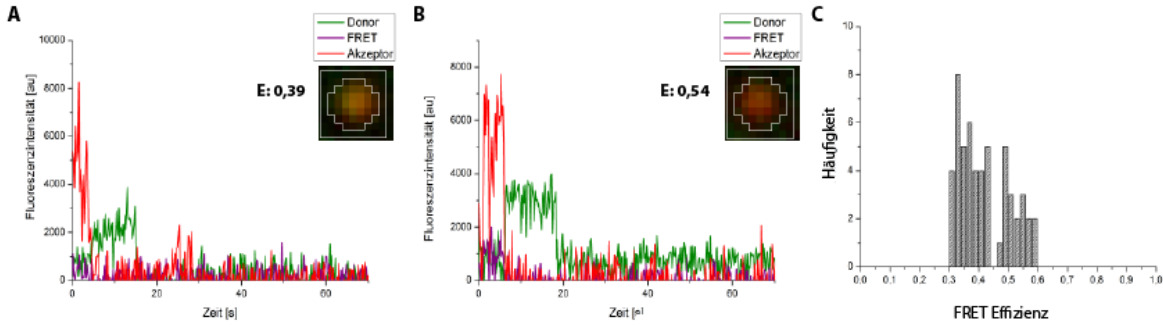 A
Donor
FRET
Akzeptor
E: 0,39
Fluoreszenzintensität [au]
10000
8000
6000
4000
2000
0
0 20 40 60
Zeit [s]
B
Donor
FRET
Akzeptor
E: 0,54
Fluoreszenzintensität [au]
8000
6000
4000
2000
0
0 20 40 60
Zeit [s]
C
Häufigkeit
10
8
6
4
2
0
0.0 0.1 0.2 0.3 0.4 0.5 0.6 0,7 0.8 0.9 1,0
FRET Effizienz